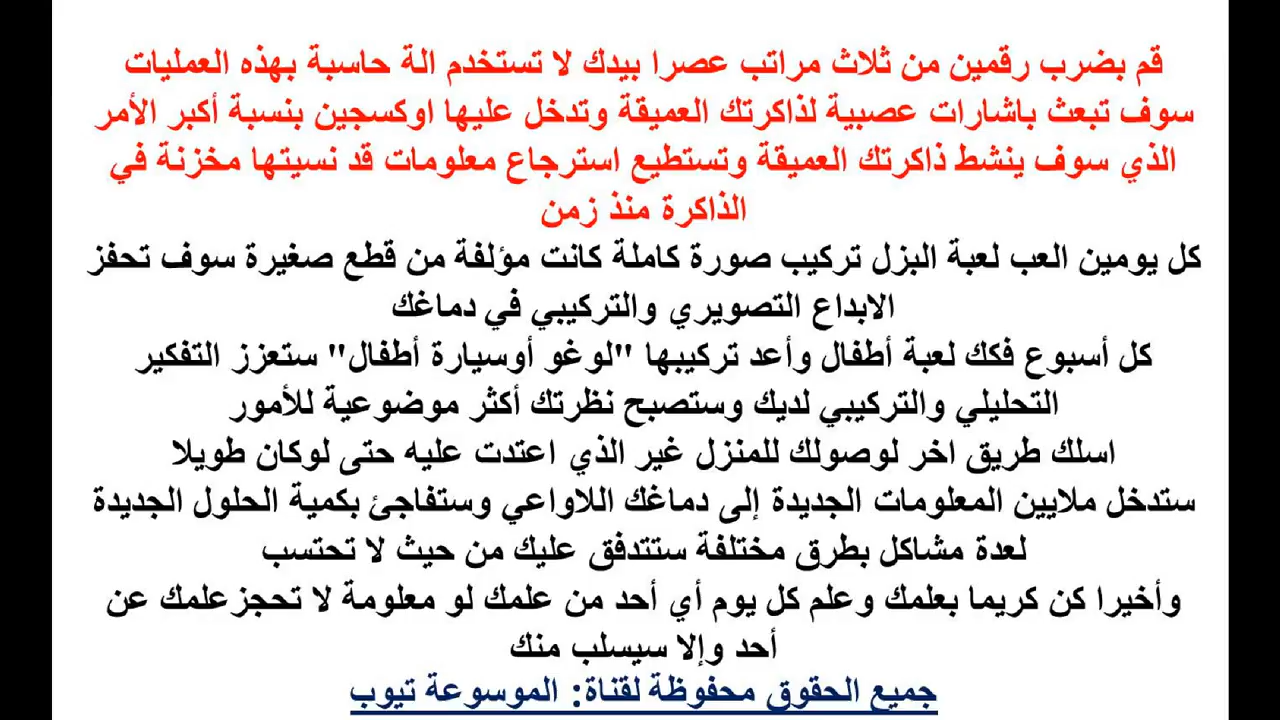 قم بضرب رقمين من ثلاث مراتب عصرا بيدك لا تستخدم الة حاسبة بهذه العمليات
سوف تبعث باشارات عصبية لذاكرتك العميقة وتدخل عليها اوكسجين بنسبة أكبر الأمر
الذي سوف ينشط ذاكرتك العميقة وتستطيع استرجاع معلومات قد نسيتها مخزنة في
الذاكرة منذ زمن
كل يومين العب لعبة البزل تركيب صورة كاملة كانت مؤلفة من قطع صغيرة سوف تحفز
الابداع التصويري والتركيبي في دماغك
كل أسبوع فكك لعبة أطفال وأعد تركيبها "لوغو أوسيارة أطفال" ستعزز التفكير
التحليلي والتركيبي لديك وستصبح نظرتك أكثر موضوعية للأمور
اسلك طريق اخر لوصولك للمنزل غير الذي اعتدت عليه حتى لوكان طويلا
ستدخل ملايين المعلومات الجديدة إلى دماغك اللاواعي وستفاجئ بكمية الحلول الجديدة
لعدة مشاكل بطرق مختلفة ستتدفق عليك من حيث لا تحتسب
وأخيرا كن كريما بعلمك وعلم كل يوم أي أحد من علمك لو معلومة لا تحجزعلمك عن
أحد وإلا سيسلب منك
جميع الحقوق محفوظة لقناة: الموسوعة تيوب